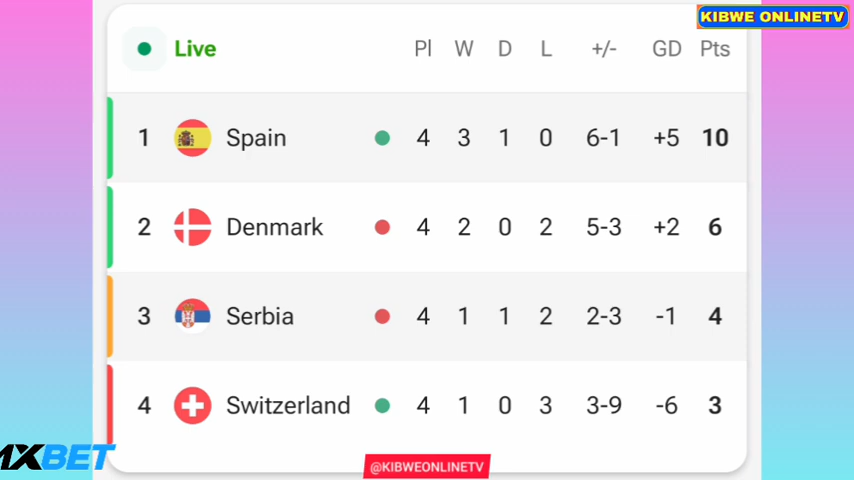 KIBWE ONLINETV
Live Pl W D L +/- GD Pts
1 Spain 4 3 1 0 6-1 +5 10
2 Denmark 4 2 0 2 5-3 +2 6
3 Serbia 4 1 1 2 2-3 -1 4
4 Switzerland 4 1 0 3 3-9 -6 3
1XBET
@KIBWEONLINETV